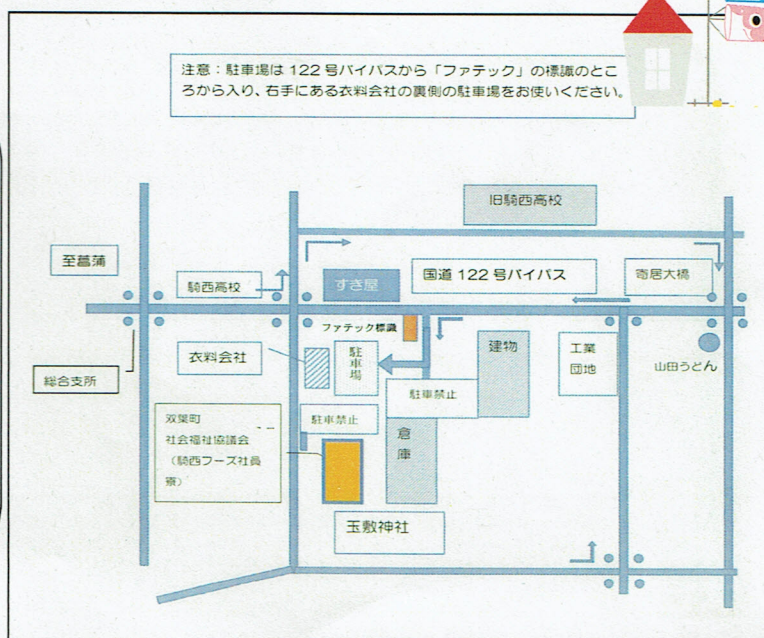 注意：駐車場は 122 号バイパスから「ファテック」の標識のとこ
ろから入り、右手にある衣料会社の裏側の駐車場をお使いください。
旧騎西高校
至菖蒲
騎西高校
すき屋
国道 122 号バイパス
寄居大橋
ファテック標識
衣料会社
駐車場
建物
工業
団地
山田うどん
総合支所
駐車禁止
双葉町
社会福祉協議会
（騎西フーズ社員
寮）
駐車禁止
倉庫
玉敷神社